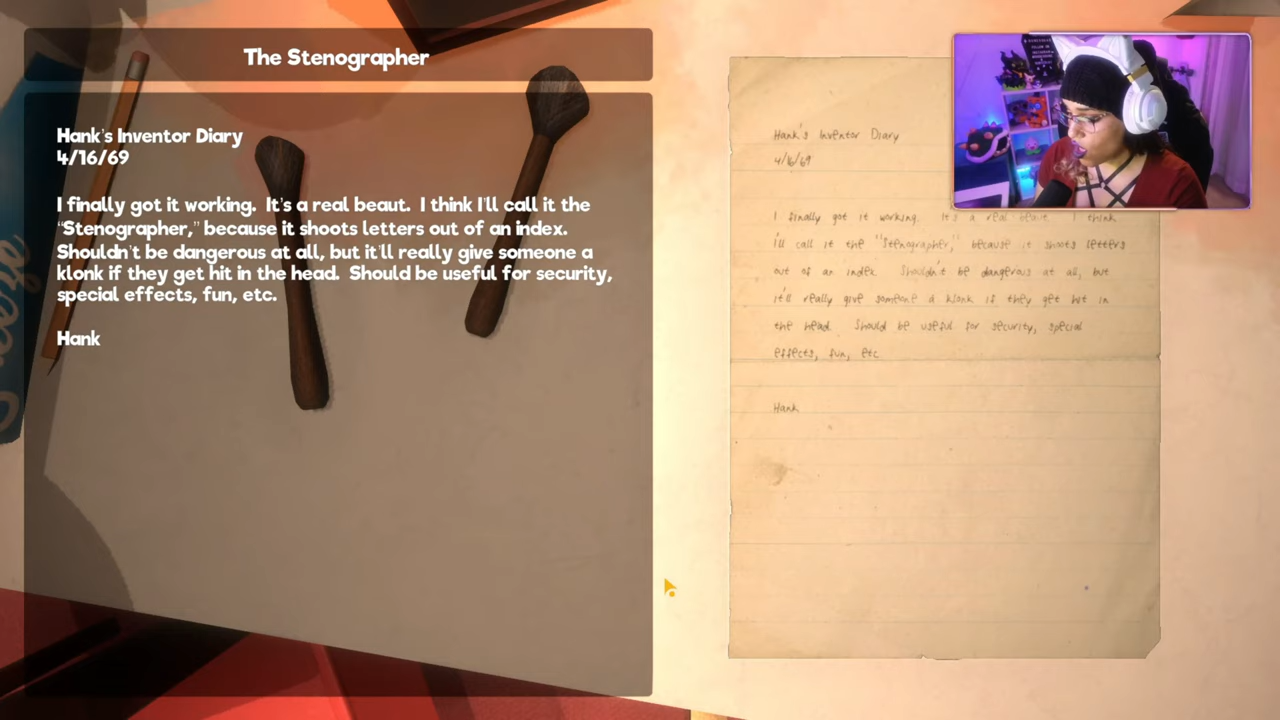 The Stenographer
Hank's Inventor Diary
4/16/69
I finally got it working. It's a real beaut. I think I'll call it the
"Stenographer," because it shoots letters out of an index.
Shouldn't be dangerous at all, but it'll really give someone a
klonk if they get hit in the head. Should be useful for security,
special effects, fun, etc.
Hank
Hank's Inventor Diary
4/16/69
I finally got it working. It's a real beaut. I think
I'll call it the "Stenographer," because it shoots letters
out of an index. Shouldn't be dangerous at all, but
it'll really give someone a klonk if they get hit in
the head. Should be useful for security, special
effects, fun, etc
Hank